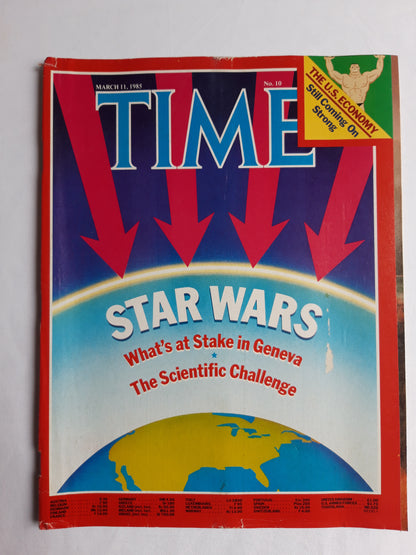 MARCH 11, 1985
No. 10
TIME
THE U.S. ECONOMY
Still Coming On
Strong
STAR WARS
What's at Stake in Geneva
The Scientific Challenge